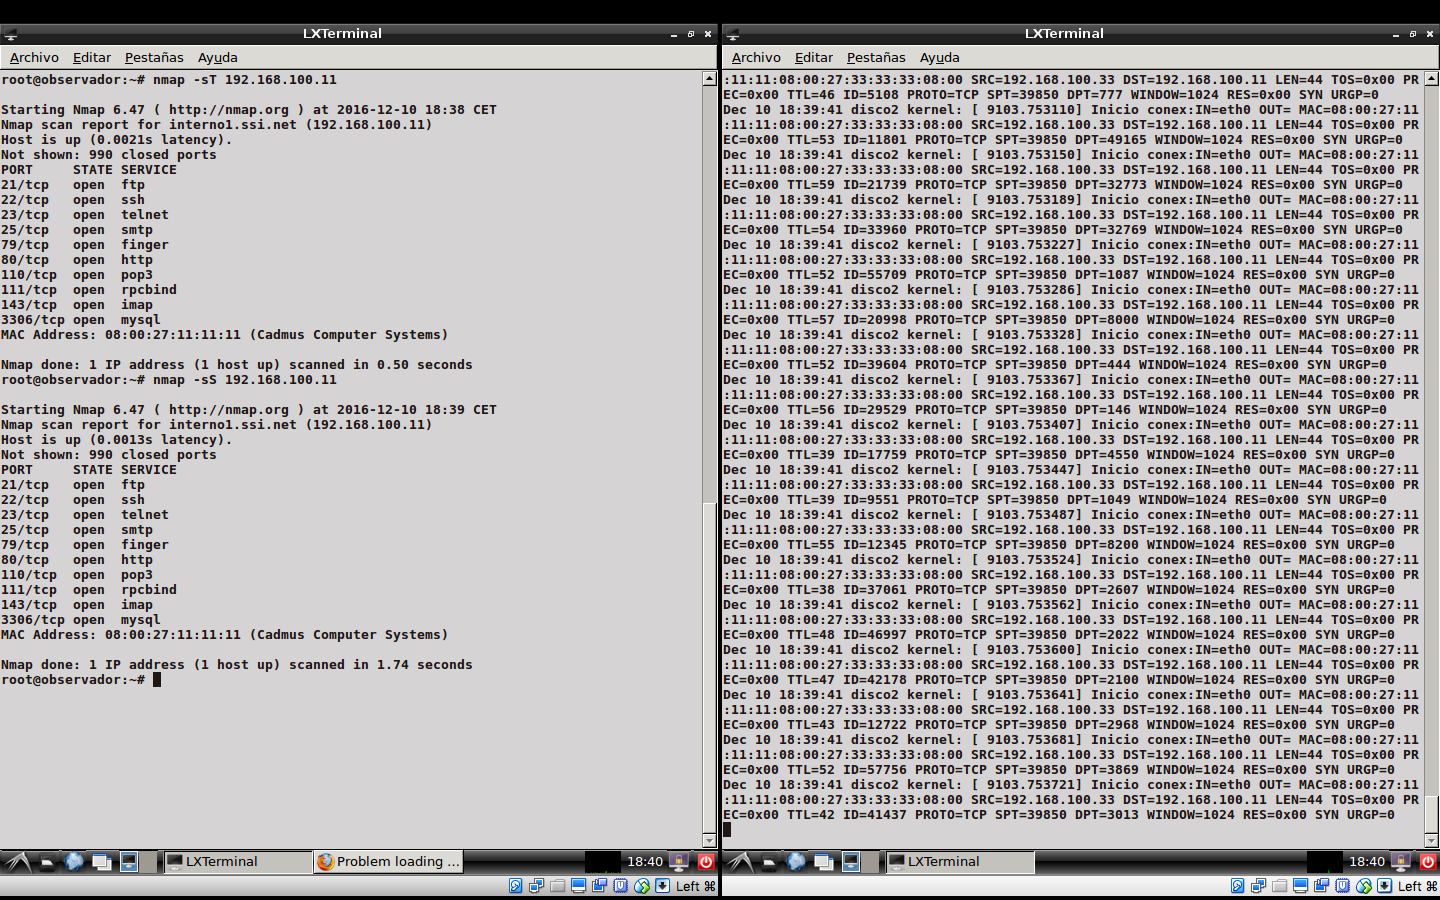 LXTerminal
Archivo Editar Pestañas Ayuda
root@observador:~# nmap -sT 192.168.100.11
Starting Nmap 6.47 ( http://nmap.org ) at 2016-12-10 18:38 CET
Nmap scan report for interno1.ssi.net (192.168.100.11)
Host is up (0.0021s latency).
Not shown: 990 closed ports
PORT     STATE SERVICE
21/tcp   open  ftp
22/tcp   open  ssh
23/tcp   open  telnet
25/tcp   open  smtp
79/tcp   open  finger
80/tcp   open  http
110/tcp  open  pop3
111/tcp  open  rpcbind
143/tcp  open  imap
3306/tcp open  mysql
MAC Address: 08:00:27:11:11:11 (Cadmus Computer Systems)
Nmap done: 1 IP address (1 host up) scanned in 0.50 seconds
root@observador:~# nmap -sS 192.168.100.11
Starting Nmap 6.47 ( http://nmap.org ) at 2016-12-10 18:39 CET
Nmap scan report for interno1.ssi.net (192.168.100.11)
Host is up (0.0013s latency).
Not shown: 990 closed ports
PORT     STATE SERVICE
21/tcp   open  ftp
22/tcp   open  ssh
23/tcp   open  telnet
25/tcp   open  smtp
79/tcp   open  finger
80/tcp   open  http
110/tcp  open  pop3
111/tcp  open  rpcbind
143/tcp  open  imap
3306/tcp open  mysql
MAC Address: 08:00:27:11:11:11 (Cadmus Computer Systems)
Nmap done: 1 IP address (1 host up) scanned in 1.74 seconds
root@observador:~#
LXTerminal
Problem loading ...
18:40
Left ⌘
LXTerminal
Archivo Editar Pestañas Ayuda
:11:11:08:00:27:33:33:33:08:00 SRC=192.168.100.33 DST=192.168.100.11 LEN=44 TOS=0x00 PR
EC=0x00 TTL=46 ID=5108 PROTO=TCP SPT=39850 DPT=777 WINDOW=1024 RES=0x00 SYN URGP=0
Dec 10 18:39:41 disco2 kernel: [ 9103.753110] Inicio conex:IN=eth0 OUT= MAC=08:00:27:11
:11:11:08:00:27:33:33:33:08:00 SRC=192.168.100.33 DST=192.168.100.11 LEN=44 TOS=0x00 PR
EC=0x00 TTL=53 ID=11801 PROTO=TCP SPT=39850 DPT=49165 WINDOW=1024 RES=0x00 SYN URGP=0
Dec 10 18:39:41 disco2 kernel: [ 9103.753150] Inicio conex:IN=eth0 OUT= MAC=08:00:27:11
:11:11:08:00:27:33:33:33:08:00 SRC=192.168.100.33 DST=192.168.100.11 LEN=44 TOS=0x00 PR
EC=0x00 TTL=59 ID=21739 PROTO=TCP SPT=39850 DPT=32773 WINDOW=1024 RES=0x00 SYN URGP=0
Dec 10 18:39:41 disco2 kernel: [ 9103.753189] Inicio conex:IN=eth0 OUT= MAC=08:00:27:11
:11:11:08:00:27:33:33:33:08:00 SRC=192.168.100.33 DST=192.168.100.11 LEN=44 TOS=0x00 PR
EC=0x00 TTL=54 ID=33960 PROTO=TCP SPT=39850 DPT=32769 WINDOW=1024 RES=0x00 SYN URGP=0
Dec 10 18:39:41 disco2 kernel: [ 9103.753227] Inicio conex:IN=eth0 OUT= MAC=08:00:27:11
:11:11:08:00:27:33:33:33:08:00 SRC=192.168.100.33 DST=192.168.100.11 LEN=44 TOS=0x00 PR
EC=0x00 TTL=52 ID=55709 PROTO=TCP SPT=39850 DPT=1087 WINDOW=1024 RES=0x00 SYN URGP=0
Dec 10 18:39:41 disco2 kernel: [ 9103.753286] Inicio conex:IN=eth0 OUT= MAC=08:00:27:11
:11:11:08:00:27:33:33:33:08:00 SRC=192.168.100.33 DST=192.168.100.11 LEN=44 TOS=0x00 PR
EC=0x00 TTL=57 ID=20998 PROTO=TCP SPT=39850 DPT=8000 WINDOW=1024 RES=0x00 SYN URGP=0
Dec 10 18:39:41 disco2 kernel: [ 9103.753328] Inicio conex:IN=eth0 OUT= MAC=08:00:27:11
:11:11:08:00:27:33:33:33:08:00 SRC=192.168.100.33 DST=192.168.100.11 LEN=44 TOS=0x00 PR
EC=0x00 TTL=52 ID=39604 PROTO=TCP SPT=39850 DPT=444 WINDOW=1024 RES=0x00 SYN URGP=0
Dec 10 18:39:41 disco2 kernel: [ 9103.753367] Inicio conex:IN=eth0 OUT= MAC=08:00:27:11
:11:11:08:00:27:33:33:33:08:00 SRC=192.168.100.33 DST=192.168.100.11 LEN=44 TOS=0x00 PR
EC=0x00 TTL=56 ID=29529 PROTO=TCP SPT=39850 DPT=146 WINDOW=1024 RES=0x00 SYN URGP=0
Dec 10 18:39:41 disco2 kernel: [ 9103.753407] Inicio conex:IN=eth0 OUT= MAC=08:00:27:11
:11:11:08:00:27:33:33:33:08:00 SRC=192.168.100.33 DST=192.168.100.11 LEN=44 TOS=0x00 PR
EC=0x00 TTL=39 ID=17759 PROTO=TCP SPT=39850 DPT=4550 WINDOW=1024 RES=0x00 SYN URGP=0
Dec 10 18:39:41 disco2 kernel: [ 9103.753447] Inicio conex:IN=eth0 OUT= MAC=08:00:27:11
:11:11:08:00:27:33:33:33:08:00 SRC=192.168.100.33 DST=192.168.100.11 LEN=44 TOS=0x00 PR
EC=0x00 TTL=39 ID=9551 PROTO=TCP SPT=39850 DPT=1049 WINDOW=1024 RES=0x00 SYN URGP=0
Dec 10 18:39:41 disco2 kernel: [ 9103.753487] Inicio conex:IN=eth0 OUT= MAC=08:00:27:11
:11:11:08:00:27:33:33:33:08:00 SRC=192.168.100.33 DST=192.168.100.11 LEN=44 TOS=0x00 PR
EC=0x00 TTL=55 ID=12345 PROTO=TCP SPT=39850 DPT=8200 WINDOW=1024 RES=0x00 SYN URGP=0
Dec 10 18:39:41 disco2 kernel: [ 9103.753524] Inicio conex:IN=eth0 OUT= MAC=08:00:27:11
:11:11:08:00:27:33:33:33:08:00 SRC=192.168.100.33 DST=192.168.100.11 LEN=44 TOS=0x00 PR
EC=0x00 TTL=38 ID=37061 PROTO=TCP SPT=39850 DPT=2607 WINDOW=1024 RES=0x00 SYN URGP=0
Dec 10 18:39:41 disco2 kernel: [ 9103.753562] Inicio conex:IN=eth0 OUT= MAC=08:00:27:11
:11:11:08:00:27:33:33:33:08:00 SRC=192.168.100.33 DST=192.168.100.11 LEN=44 TOS=0x00 PR
EC=0x00 TTL=48 ID=46997 PROTO=TCP SPT=39850 DPT=2022 WINDOW=1024 RES=0x00 SYN URGP=0
Dec 10 18:39:41 disco2 kernel: [ 9103.753600] Inicio conex:IN=eth0 OUT= MAC=08:00:27:11
:11:11:08:00:27:33:33:33:08:00 SRC=192.168.100.33 DST=192.168.100.11 LEN=44 TOS=0x00 PR
EC=0x00 TTL=47 ID=42178 PROTO=TCP SPT=39850 DPT=2100 WINDOW=1024 RES=0x00 SYN URGP=0
Dec 10 18:39:41 disco2 kernel: [ 9103.753641] Inicio conex:IN=eth0 OUT= MAC=08:00:27:11
:11:11:08:00:27:33:33:33:08:00 SRC=192.168.100.33 DST=192.168.100.11 LEN=44 TOS=0x00 PR
EC=0x00 TTL=43 ID=12722 PROTO=TCP SPT=39850 DPT=2968 WINDOW=1024 RES=0x00 SYN URGP=0
Dec 10 18:39:41 disco2 kernel: [ 9103.753681] Inicio conex:IN=eth0 OUT= MAC=08:00:27:11
:11:11:08:00:27:33:33:33:08:00 SRC=192.168.100.33 DST=192.168.100.11 LEN=44 TOS=0x00 PR
EC=0x00 TTL=52 ID=57756 PROTO=TCP SPT=39850 DPT=3869 WINDOW=1024 RES=0x00 SYN URGP=0
Dec 10 18:39:41 disco2 kernel: [ 9103.753721] Inicio conex:IN=eth0 OUT= MAC=08:00:27:11
:11:11:08:00:27:33:33:33:08:00 SRC=192.168.100.33 DST=192.168.100.11 LEN=44 TOS=0x00 PR
EC=0x00 TTL=42 ID=41437 PROTO=TCP SPT=39850 DPT=3013 WINDOW=1024 RES=0x00 SYN URGP=0
LXTerminal
18:40
Left ⌘